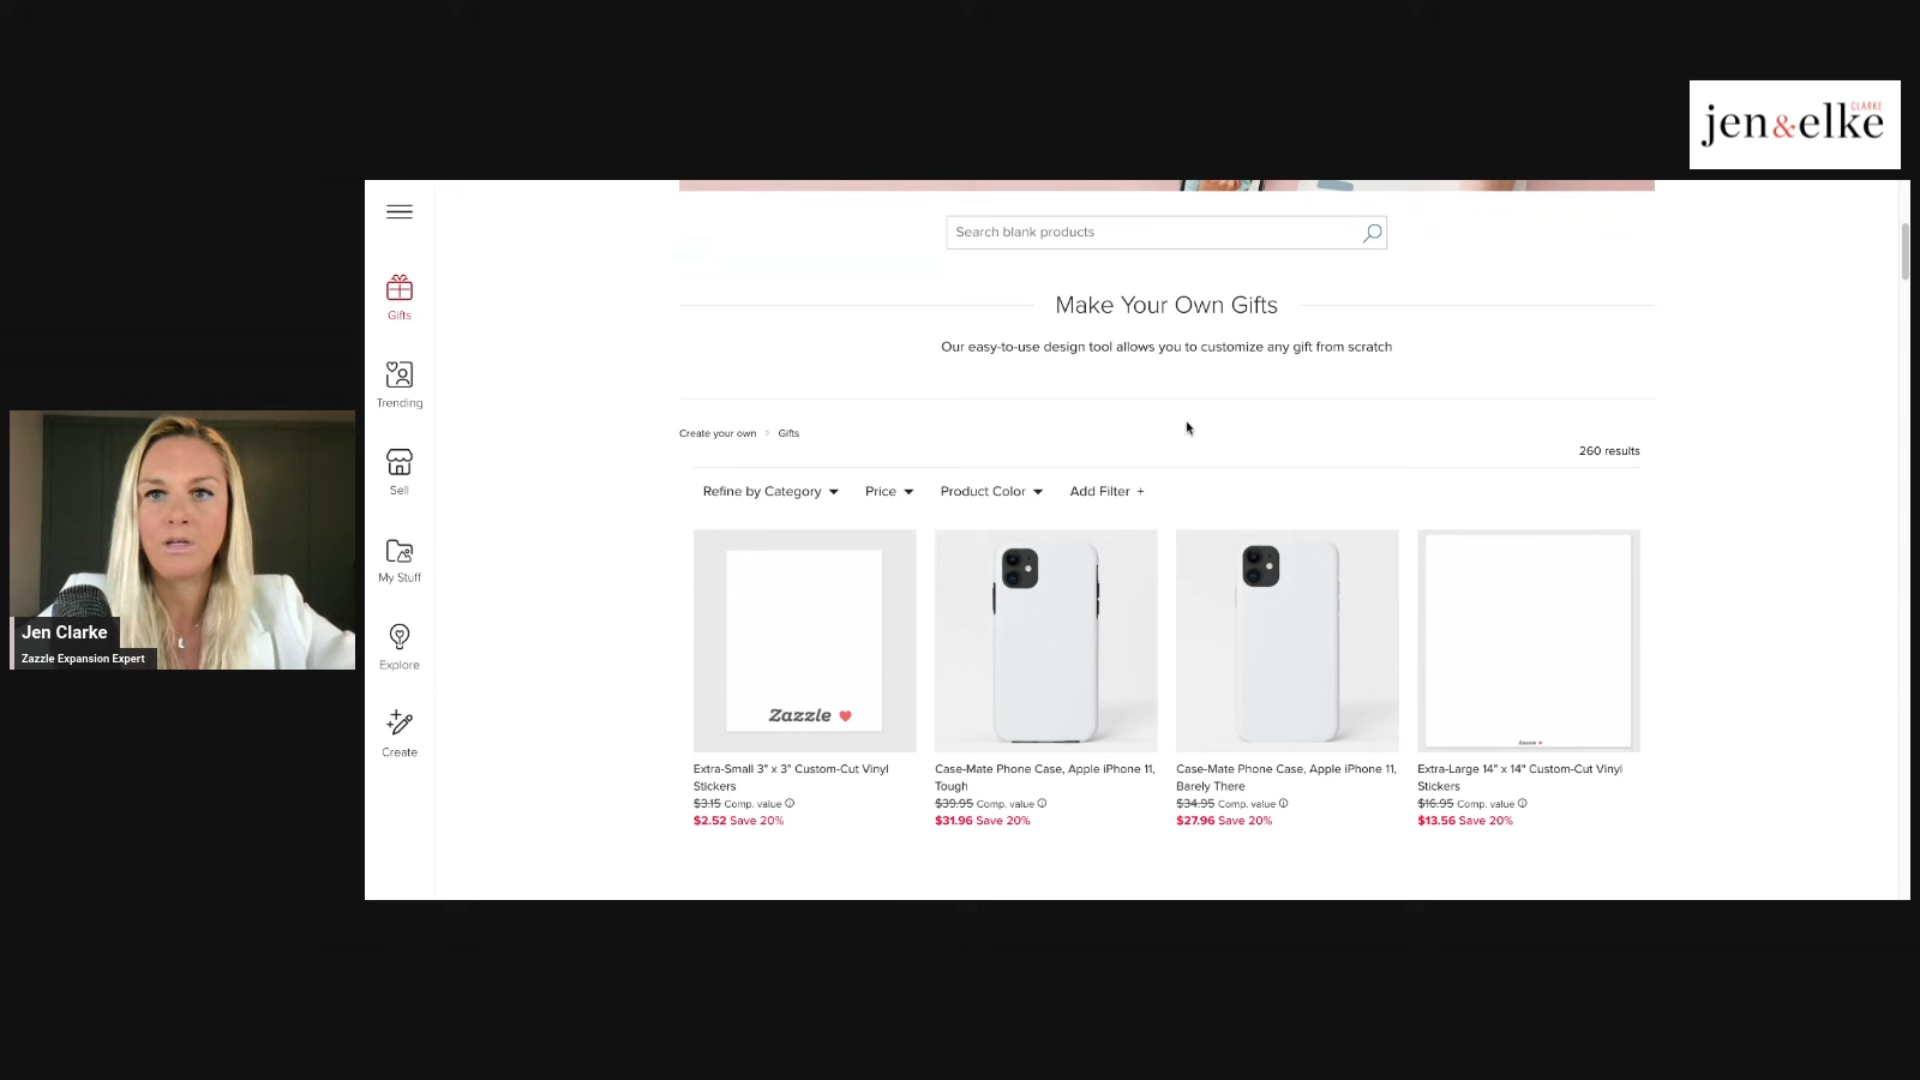 CLARKE
jen&elke
Search blank products
Gifts
Make Your Own Gifts
Our easy-to-use design tool allows you to customize any gift from scratch
Trending
Create your own > Gifts
260 results
Sell
Refine by Category Price Product Color Add Filter +
My Stuff
Jen Clarke
Zazzle Expansion Expert
Explore
Zazzle
Zazzle
Create
Extra-Small 3" x 3" Custom-Cut Vinyl
Stickers
$3.15 Comp. value
$2.52 Save 20%
Case-Mate Phone Case, Apple iPhone 11,
Tough
$39.95 Comp. value
$31.96 Save 20%
Case-Mate Phone Case, Apple iPhone 11,
Barely There
$34.95 Comp. value
$27.96 Save 20%
Extra-Large 14" x 14" Custom-Cut Vinyl
Stickers
$16.95 Comp. value
$13.56 Save 20%